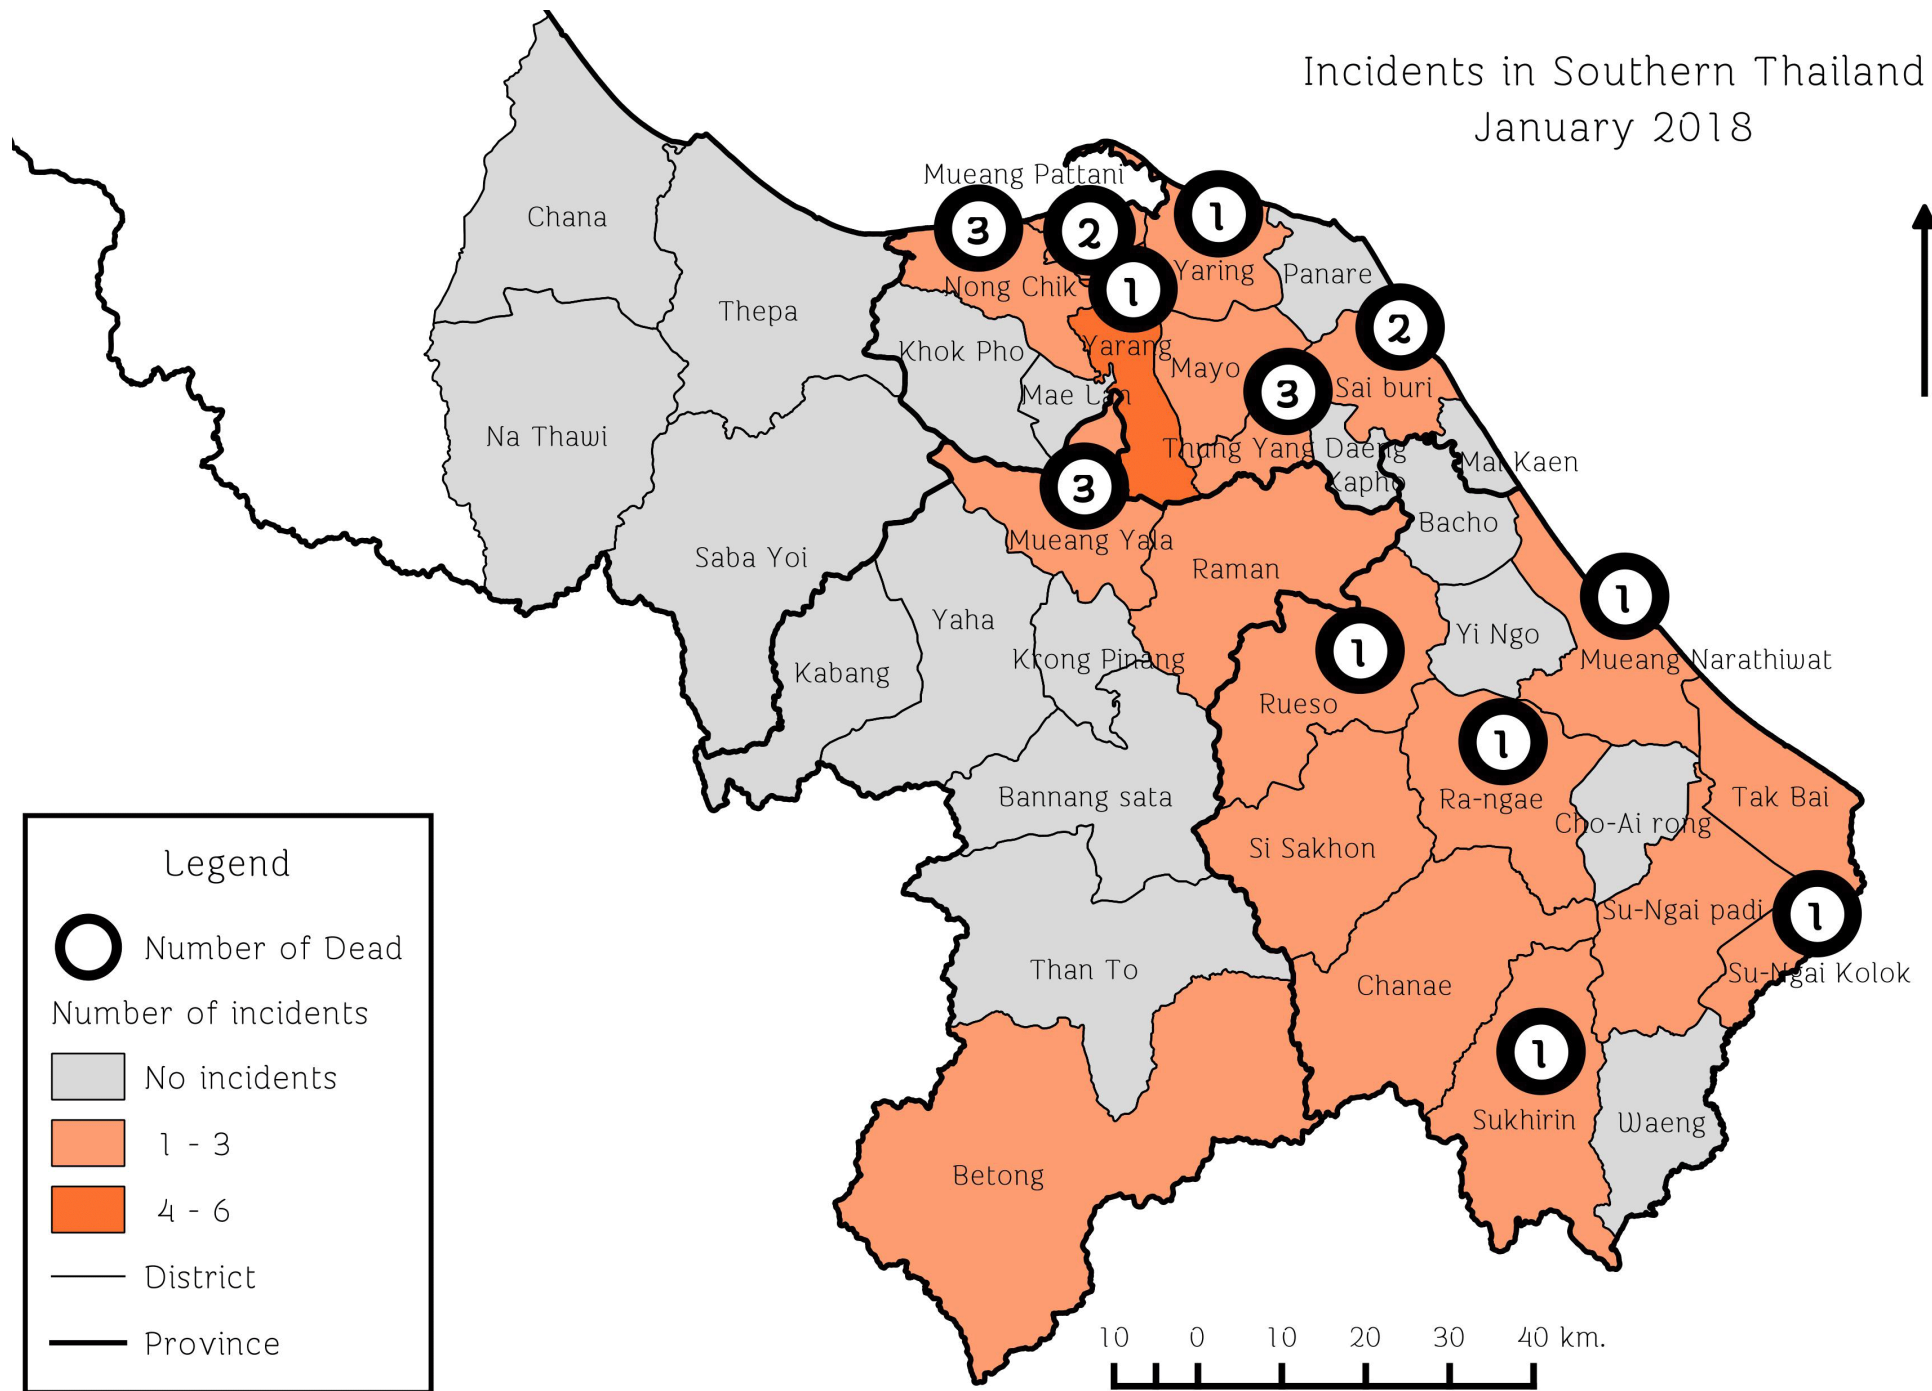 Incidents in Southern Thailand
January 2018
Mueang Pattani
Chana
3
2
1
Yaring
Panare
Nong Chik
1
Thepa
2
Khok Pho
Yarang
Mayo
Mae Lan
3
Sai buri
Na Thawi
Thung Yang Daeng
Mai Kaen
Kapho
3
Bacho
Mueang Yala
Saba Yoi
Raman
1
Yaha
Yi Ngo
Krong Pinang
1
Mueang Narathiwat
Kabang
Rueso
1
Bannang sata
Ra-ngae
Tak Bai
Cho-Ai rong
Si Sakhon
Su-Ngai padi
1
Than To
Chanae
Su-Ngai Kolok
1
Sukhirin
Waeng
Betong
Legend
Number of Dead
Number of incidents
No incidents
1 - 3
4 - 6
District
Province
10 0 10 20 30 40 km.